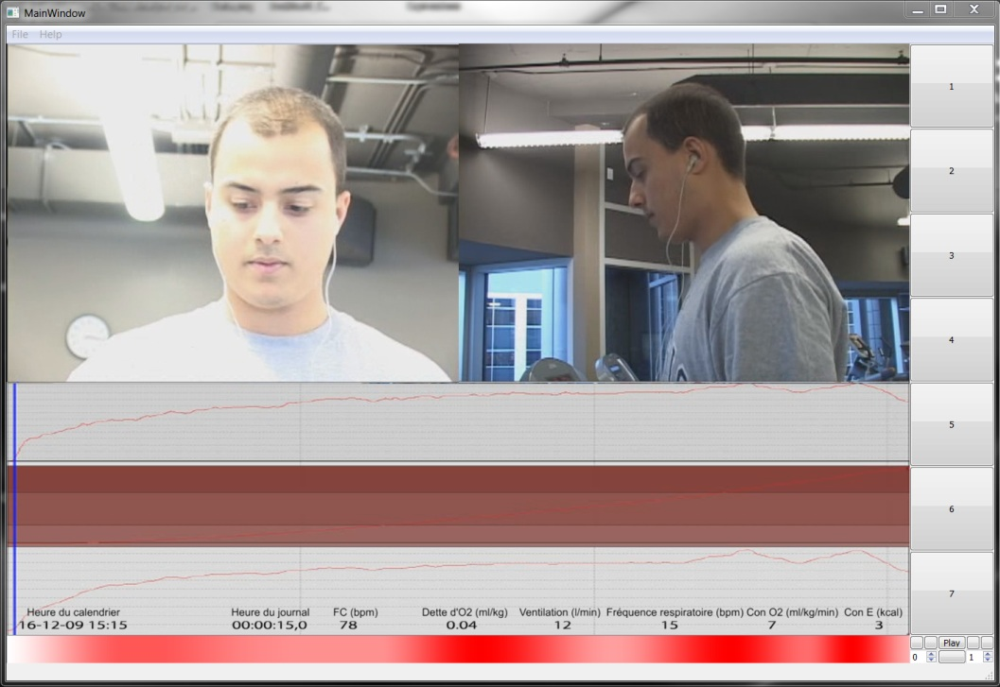 MainWindow
File Help
1
2
3
4
5
6
7
Heure du calendrier Heure du journal FC (bpm) Dette d'O2 (ml/kg) Ventilation (l/min) Fréquence respiratoire (bpm) Con O2 (ml/kg/min) Con E (kcal)
16-12-09 15:15 00:00:15,0 78 0.04 12 15 7 3
Play
0 1